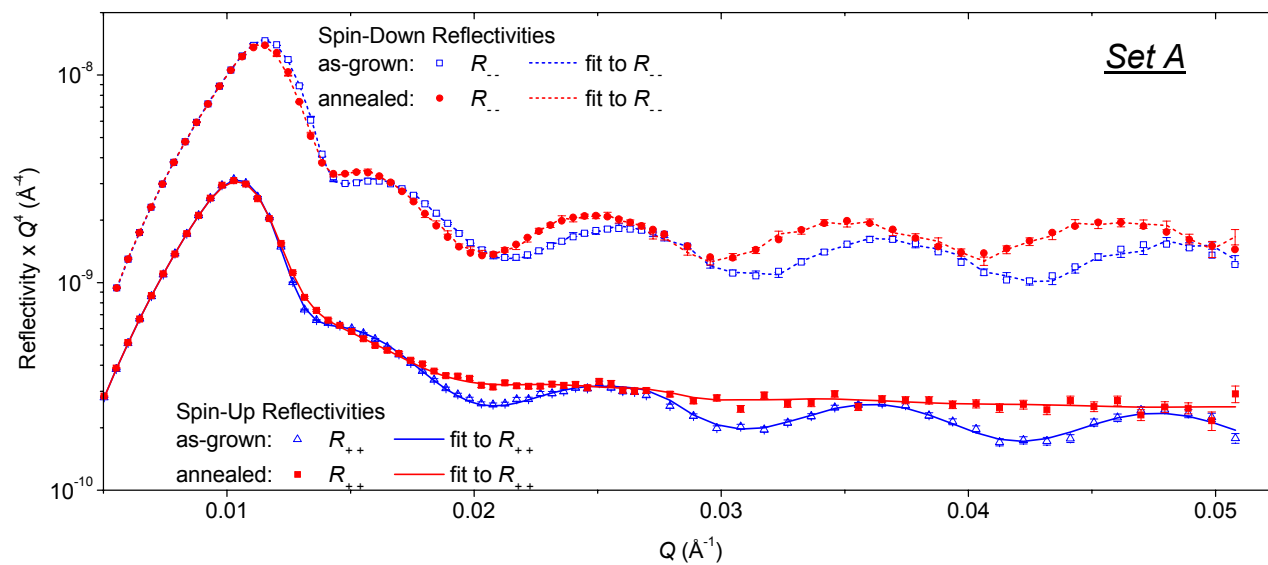 Spin-Down Reflectivities
as-grown: R-- fit to R--
annealed: R-- fit to R--
Set A
10^-8
10^-9
10^-10
Reflectivity x Q^4 (Å^-4)
Spin-Up Reflectivities
as-grown: R++ fit to R++
annealed: R++ fit to R++
0.01 0.02 0.03 0.04 0.05
Q (Å^-1)